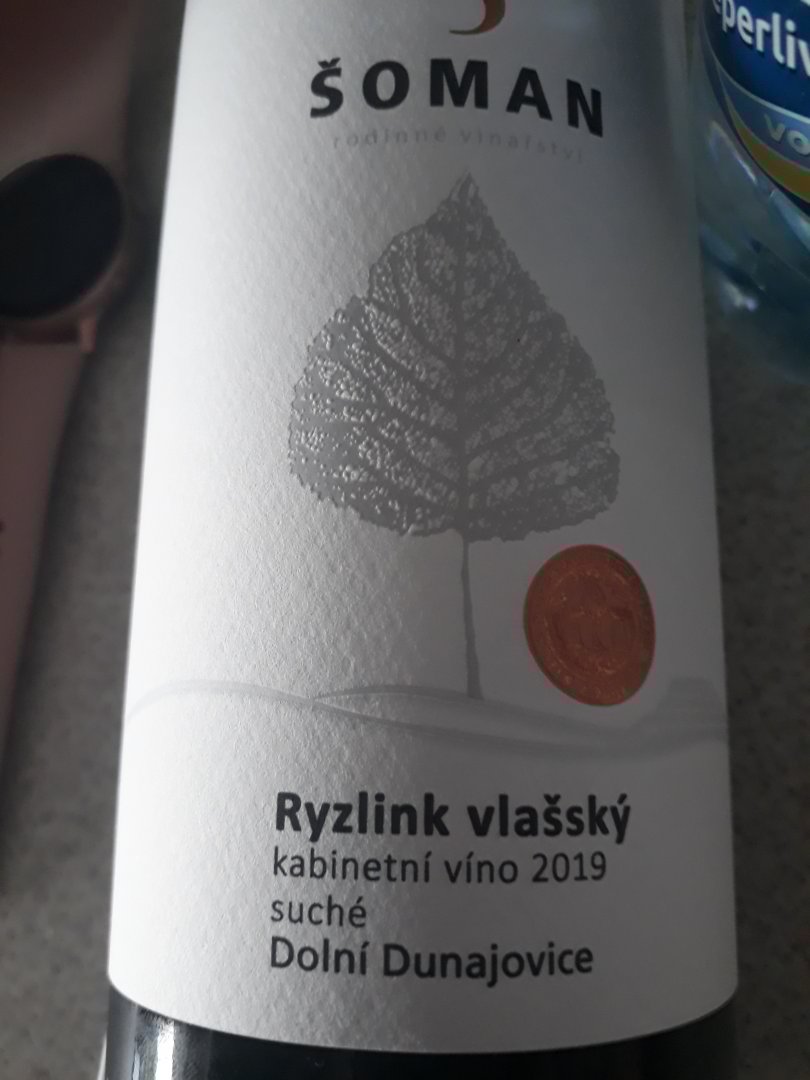 ŠOMAN
rodinné vinařství
Ryzlink vlašský
kabinetní víno 2019
suché
Dolní Dunajovice